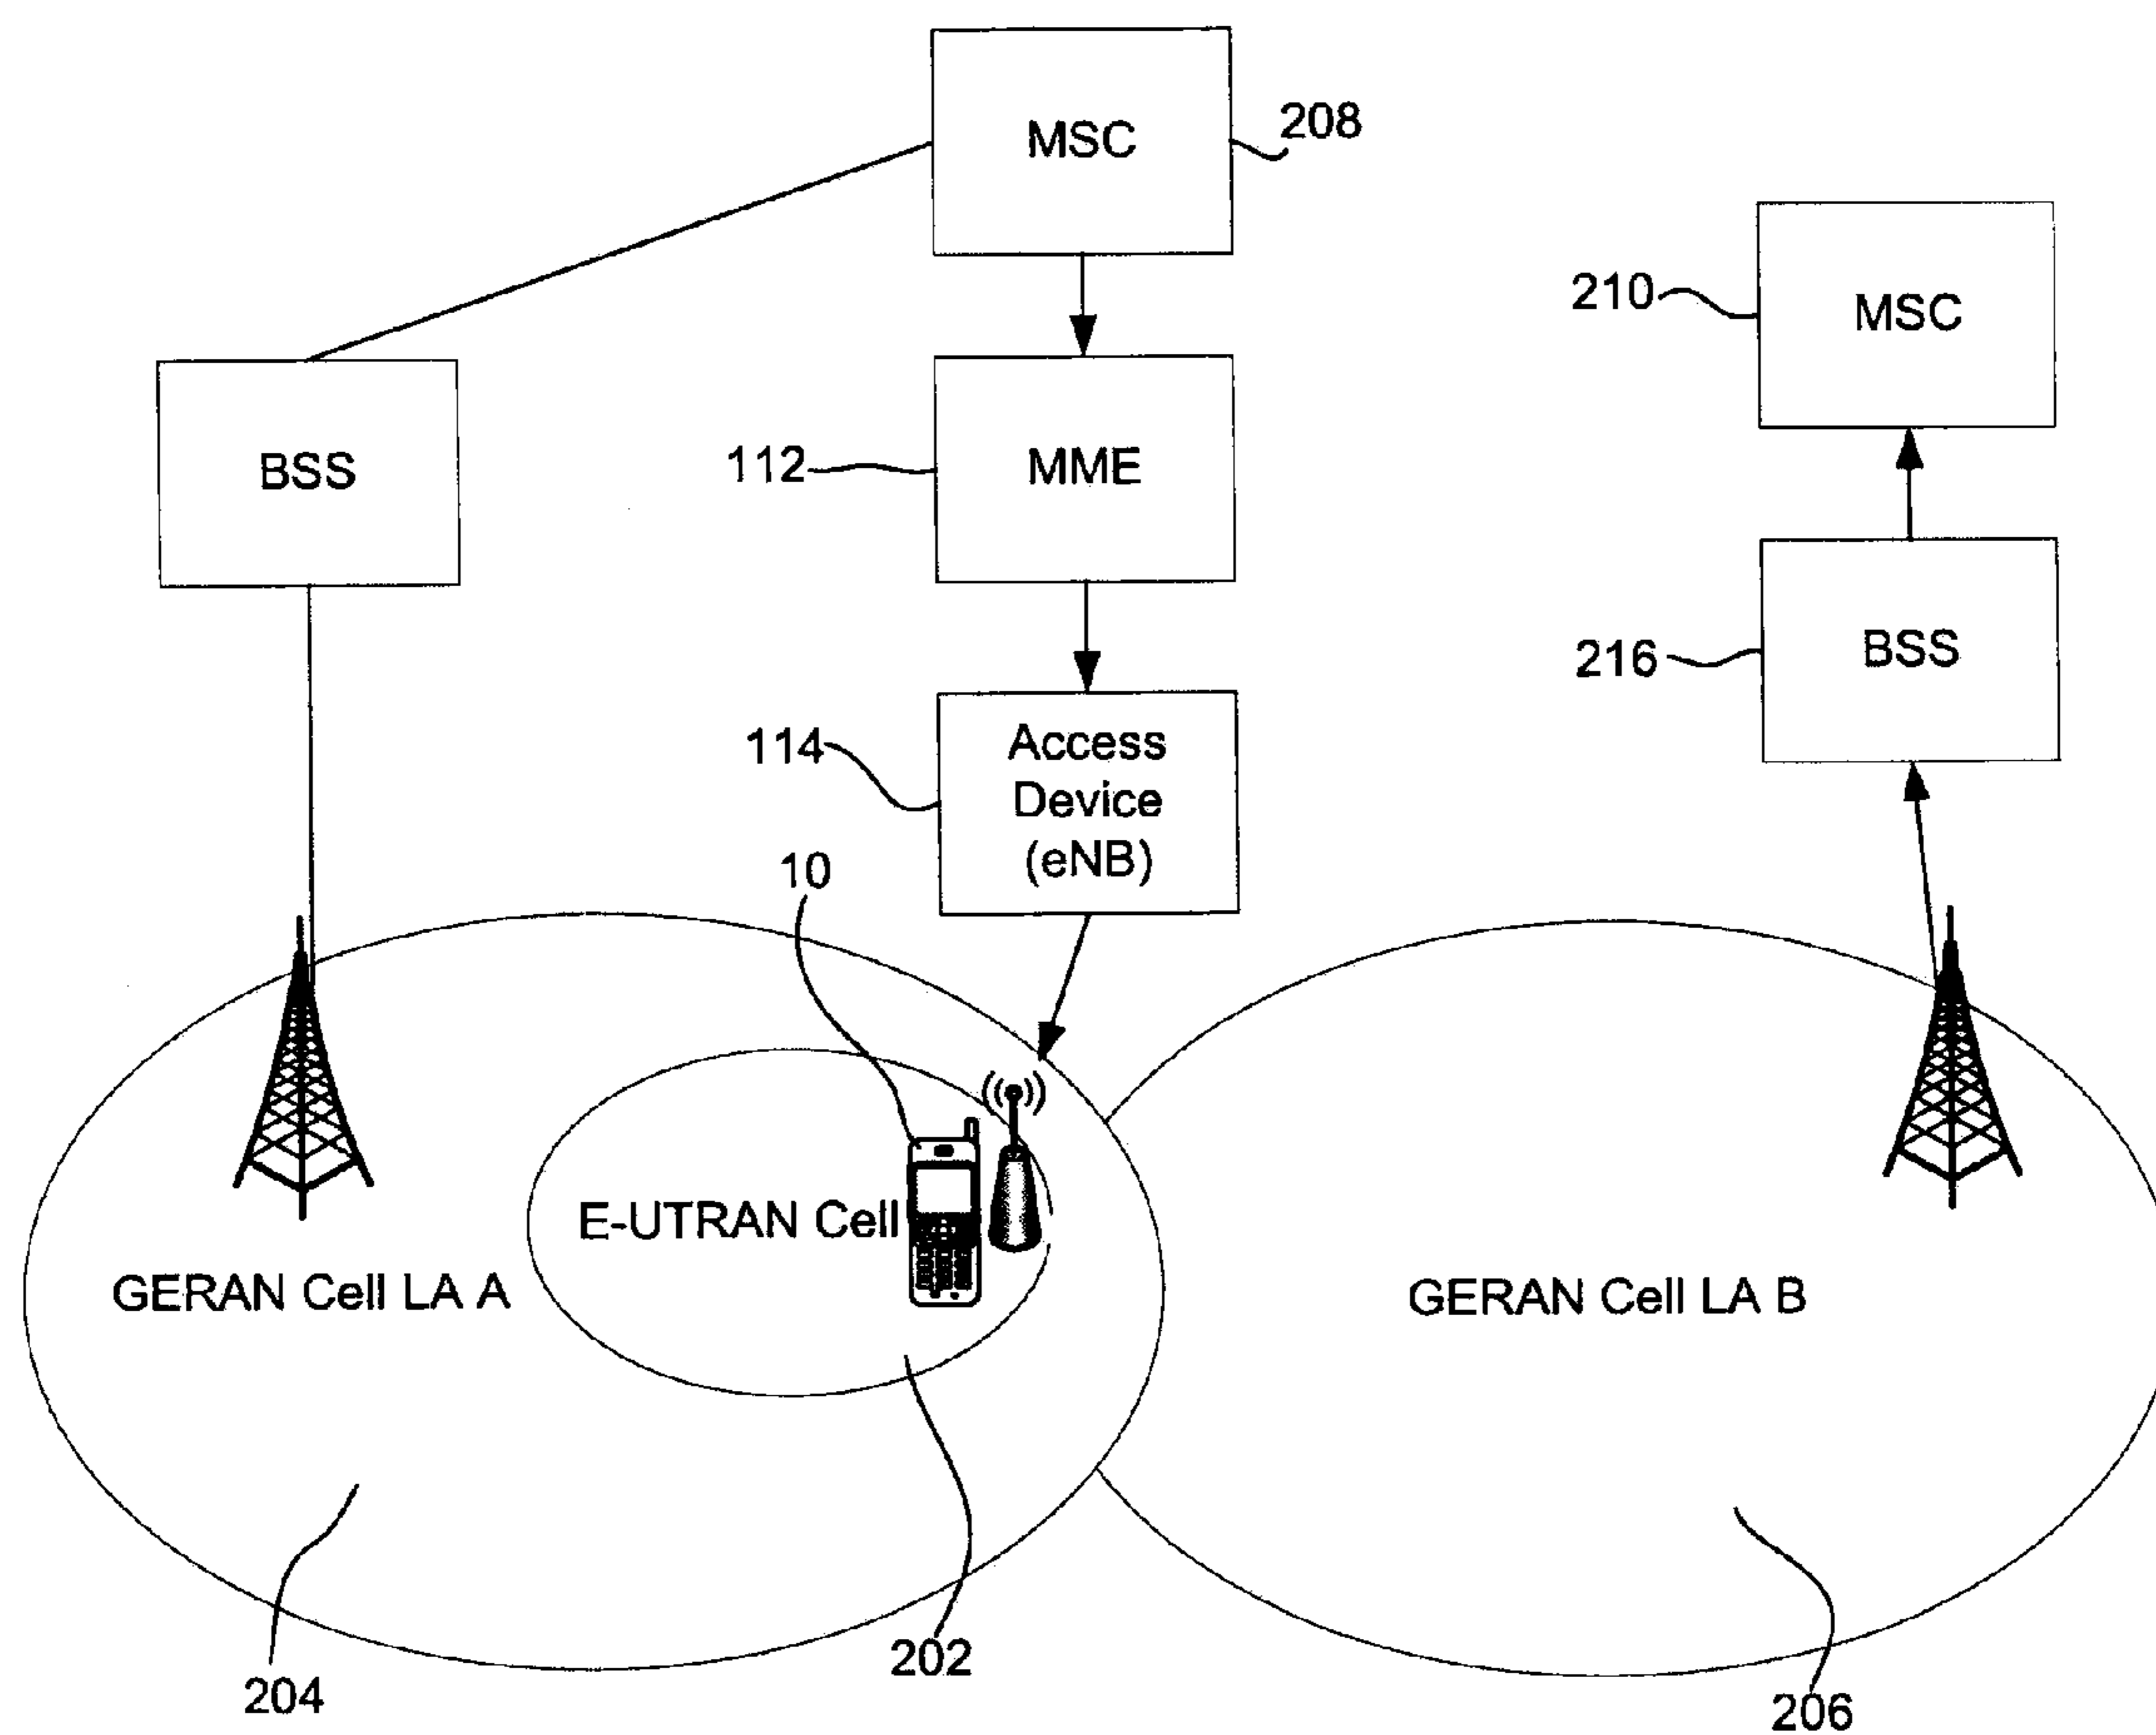 MSC
208
210
MSC
BSS
112
MME
216
BSS
114
Access
Device
(eNB)
10
E-UTRAN Cell
GERAN Cell LA A
GERAN Cell LA B
202
204
206